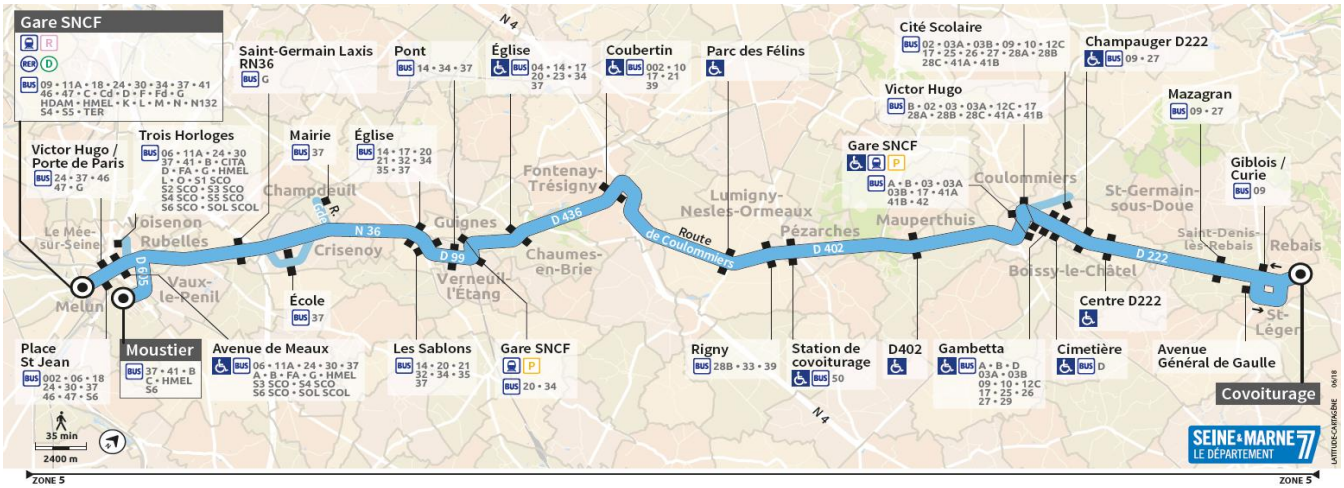 Gare SNCF
R
RER D
BUS 09 • 11A • 18 • 24 • 30 • 34 • 37 • 41
46 • 47 • C • Cd • D • F • Fd • G
HDAM • HMEL • K • L • M • N • N132
S4 • S5 • TER
Victor Hugo /
Porte de Paris
BUS 24 • 37 • 46
47 • G
Trois Horloges
BUS 06 • 11A • 24 • 30
37 • 41 • B • CITA
D • FA • G • HMEL
L • O • S1 SCO
S2 SCO • S3 SCO
S4 SCO • S5 SCO
S6 SCO • SOL SCOL
Saint-Germain Laxis
RN36
BUS G
Mairie
BUS 37
Église
BUS 14 • 17 • 20
21 • 32 • 34
35 • 37
Pont
BUS 14 • 34 • 37
Église
BUS 04 • 14 • 17
20 • 23 • 34
37
Coubertin
BUS 002 • 10
17 • 21
39
Parc des Félins
Cité Scolaire
BUS 02 • 03A • 03B • 09 • 10 • 12C
17 • 25 • 26 • 27 • 28A • 28B
28C • 41A • 41B
Victor Hugo
BUS B • 02 • 03 • 03A • 12C • 17
28A • 28B • 28C • 41A • 41B
Gare SNCF
P
BUS A • B • 03 • 03A
03B • 17 • 41A
41B • 42
Champauger D222
BUS 09 • 27
Mazagran
BUS 09 • 27
Giblois /
Curie
BUS 09
N 4
Le Mée-
sur-Seine
Voisenon
Rubelles
Melun
Vaux-
le-Penil
D 605
Champdeuil
R.
Crisenoy
N 36
Guignes
D 99
Verneuil
l'Étang
Chaumes-
en-Brie
D 436
Fontenay-
Trésigny
Route
de Coulommiers
Lumigny-
Nesles-Ormeaux
Pézarches
D 402
Mauperthuis
Coulommiers
Boissy-le-Châtel
St-Germain-
sous-Doue
D 222
Saint-Denis-
lès-Rebais
Rebais
St-
Léger
N 4
Place
St Jean
BUS 002 • 06 • 18
24 • 30 • 37
46 • 47 • S6
Moustier
BUS 37 • 41 • B
C • HMEL
S6
Avenue de Meaux
BUS 06 • 11A • 24 • 30 • 37
A • B • FA • G • HMEL
S3 SCO • S4 SCO
S6 SCO • SOL SCOL
École
BUS 37
Les Sablons
BUS 14 • 20 • 21
32 • 34 • 35
37
Gare SNCF
P
BUS 20 • 34
Rigny
BUS 28B • 33 • 39
Station de
covoiturage
BUS 50
D402
Gambetta
BUS A • B • D
03A • 03B
09 • 10 • 12C
17 • 25 • 26
27 • 29
Centre D222
Cimetière
BUS D
Avenue
Général de Gaulle
Covoiturage
35 min
2400 m
N
SEINE & MARNE 77
LE DÉPARTEMENT
LATITUDE-CARTAGÈNE 06/18
ZONE 5
ZONE 5